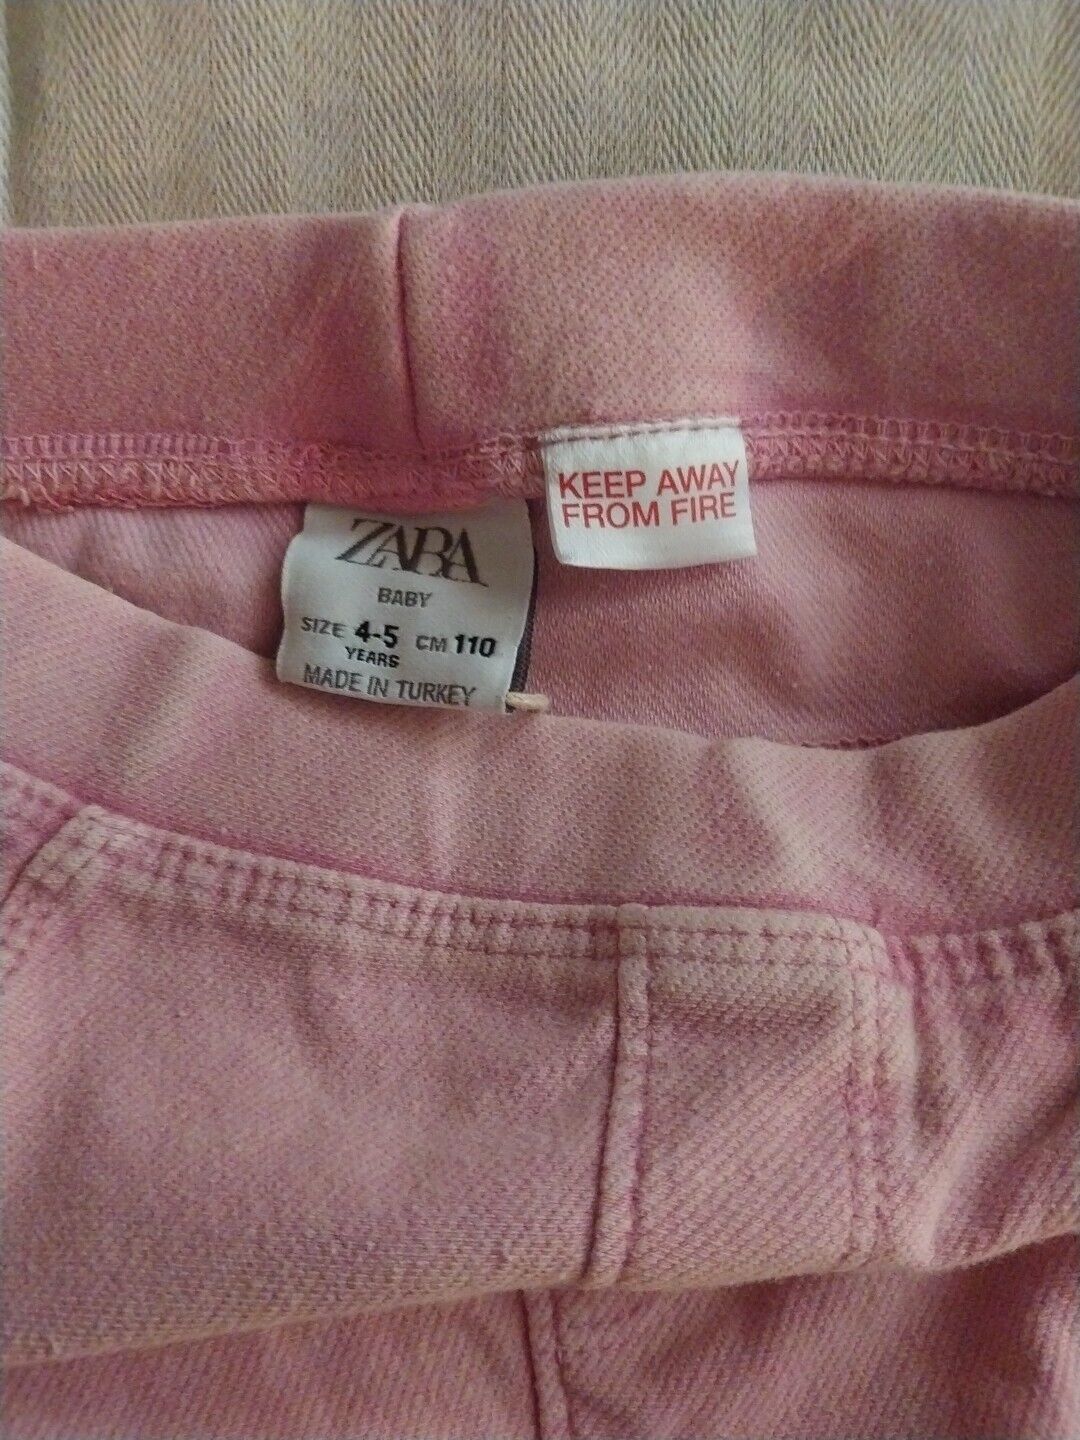 KEEP AWAY
FROM FIRE
ZARA
BABY
SIZE 4-5 CM 110
YEARS
MADE IN TURKEY